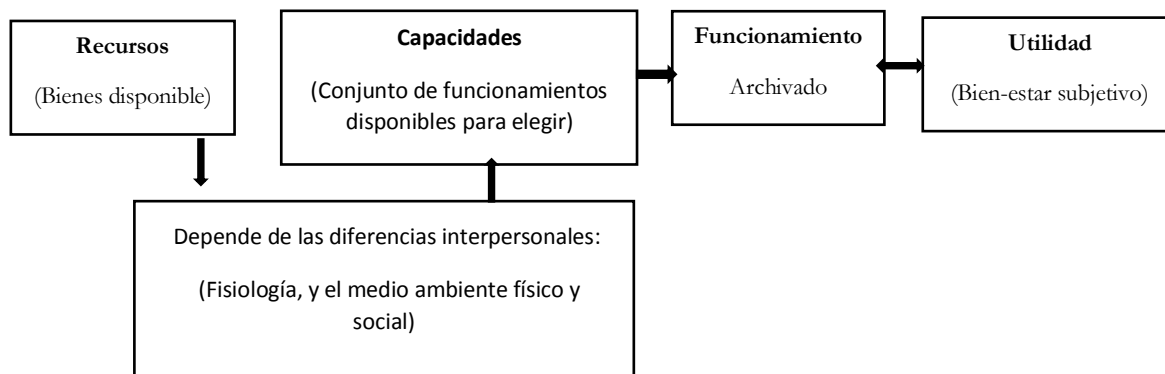 Recursos
(Bienes disponible)
Capacidades
(Conjunto de funcionamientos
disponibles para elegir)
Funcionamiento
Archivado
Utilidad
(Bien-estar subjetivo)
Depende de las diferencias interpersonales:
(Fisiología, y el medio ambiente físico y
social)